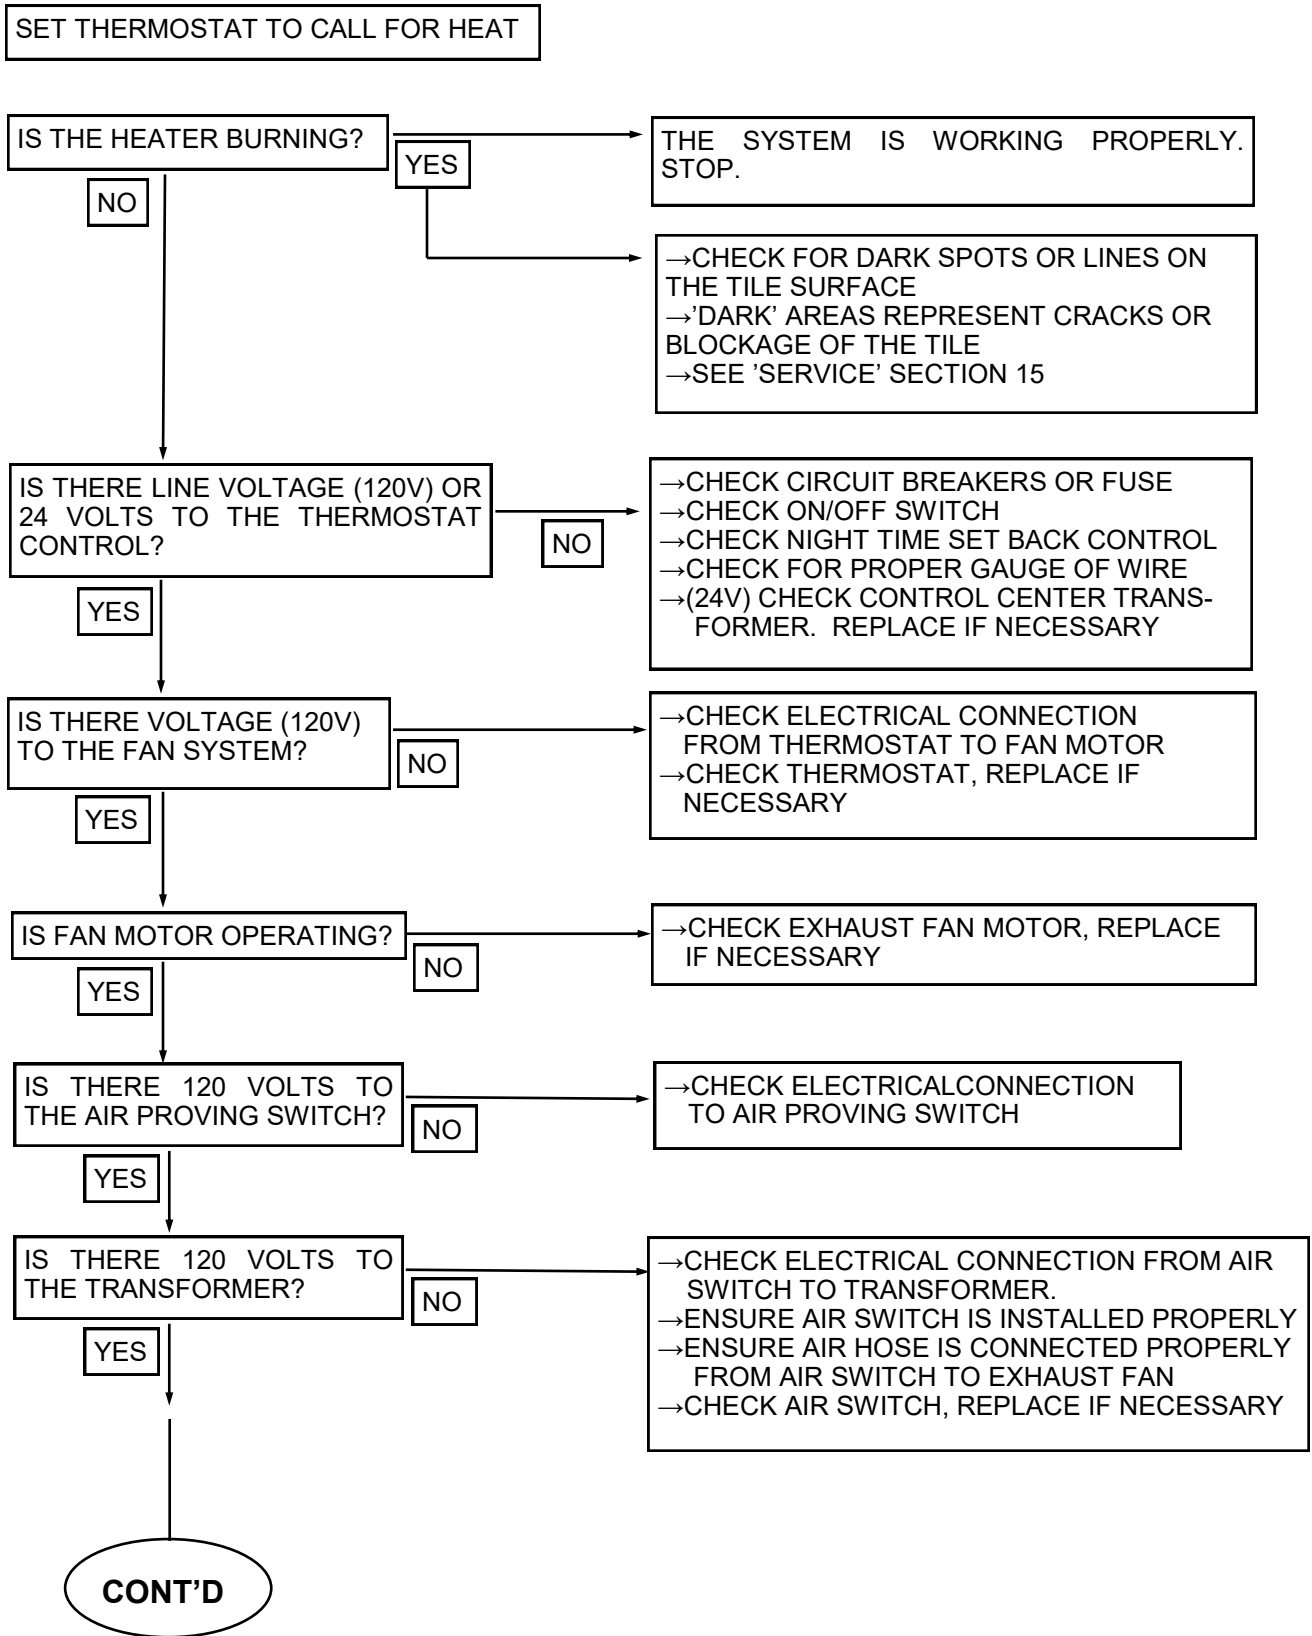 SET THERMOSTAT TO CALL FOR HEAT
IS THE HEATER BURNING?
YES
NO
THE SYSTEM IS WORKING PROPERLY.
STOP.
→CHECK FOR DARK SPOTS OR LINES ON
THE TILE SURFACE
→’DARK’ AREAS REPRESENT CRACKS OR
BLOCKAGE OF THE TILE
→SEE ’SERVICE’ SECTION 15
IS THERE LINE VOLTAGE (120V) OR
24 VOLTS TO THE THERMOSTAT
CONTROL?
NO
YES
→CHECK CIRCUIT BREAKERS OR FUSE
→CHECK ON/OFF SWITCH
→CHECK NIGHT TIME SET BACK CONTROL
→CHECK FOR PROPER GAUGE OF WIRE
→(24V) CHECK CONTROL CENTER TRANS-
FORMER. REPLACE IF NECESSARY
IS THERE VOLTAGE (120V)
TO THE FAN SYSTEM?
NO
YES
→CHECK ELECTRICAL CONNECTION
FROM THERMOSTAT TO FAN MOTOR
→CHECK THERMOSTAT, REPLACE IF
NECESSARY
IS FAN MOTOR OPERATING?
NO
YES
→CHECK EXHAUST FAN MOTOR, REPLACE
IF NECESSARY
IS THERE 120 VOLTS TO
THE AIR PROVING SWITCH?
NO
YES
→CHECK ELECTRICALCONNECTION
TO AIR PROVING SWITCH
IS THERE 120 VOLTS TO
THE TRANSFORMER?
NO
YES
→CHECK ELECTRICAL CONNECTION FROM AIR
SWITCH TO TRANSFORMER.
→ENSURE AIR SWITCH IS INSTALLED PROPERLY
→ENSURE AIR HOSE IS CONNECTED PROPERLY
FROM AIR SWITCH TO EXHAUST FAN
→CHECK AIR SWITCH, REPLACE IF NECESSARY
CONT’D